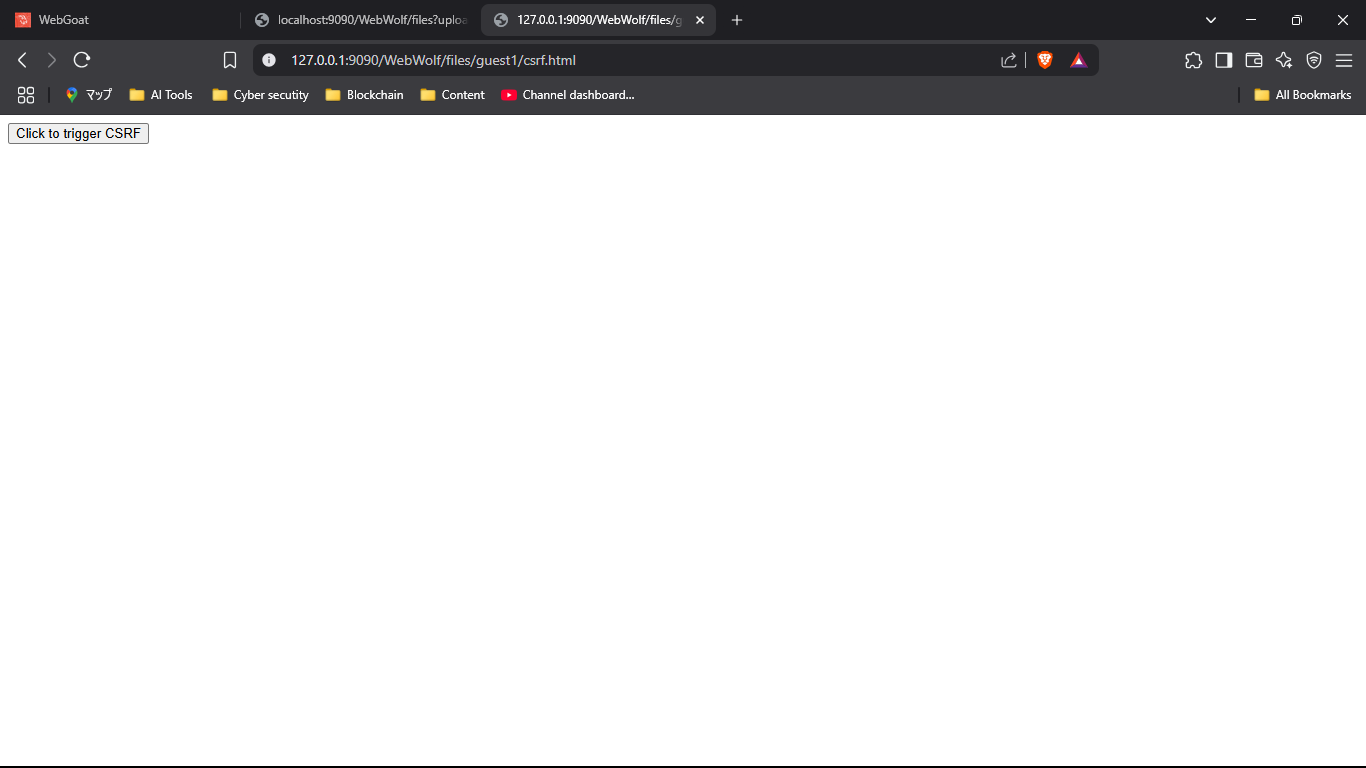 WebGoat
localhost:9090/WebWolf/files?uploa
127.0.0.1:9090/WebWolf/files/g
127.0.0.1:9090/WebWolf/files/guest1/csrf.html
マップ
AI Tools
Cyber secutity
Blockchain
Content
Channel dashboard...
All Bookmarks
Click to trigger CSRF